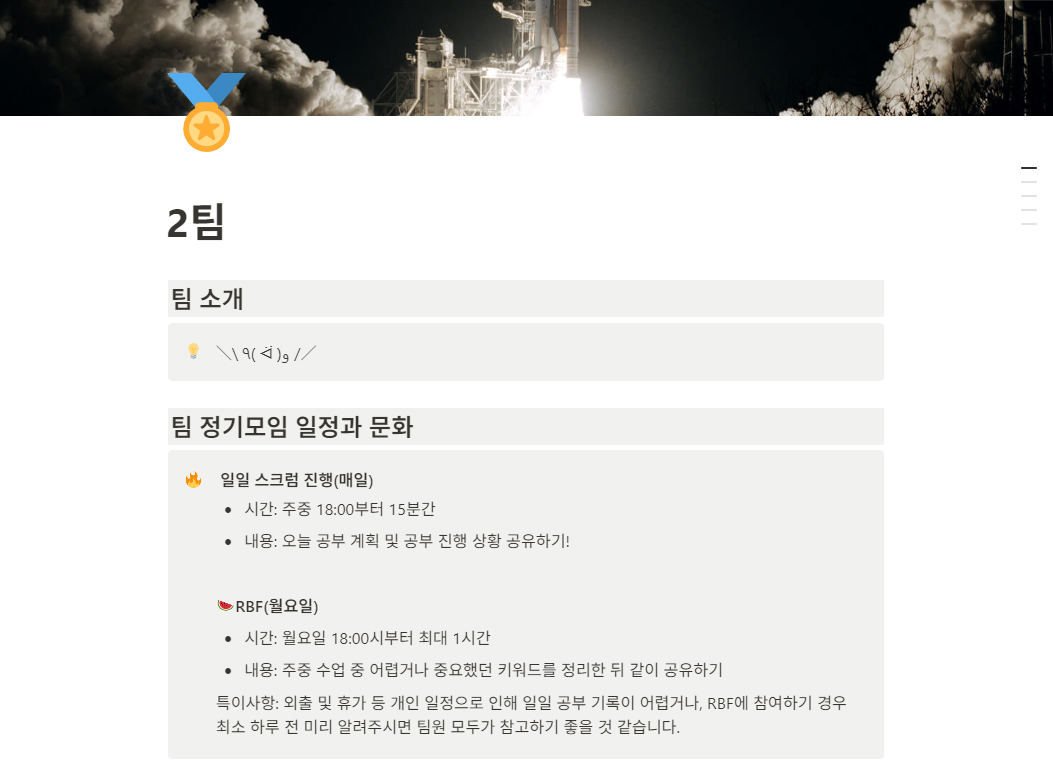 2팀
팀 소개
＼\ ٩( ᐛ )و /／
팀 정기모임 일정과 문화
일일 스크럼 진행(매일)
시간: 주중 18:00부터 15분간
내용: 오늘 공부 계획 및 공부 진행 상황 공유하기!
RBF(월요일)
시간: 월요일 18:00시부터 최대 1시간
내용: 주중 수업 중 어렵거나 중요했던 키워드를 정리한 뒤 같이 공유하기
특이사항: 외출 및 휴가 등 개인 일정으로 인해 일일 공부 기록이 어렵거나, RBF에 참여하기 경우
최소 하루 전 미리 알려주시면 팀원 모두가 참고하기 좋을 것 같습니다.